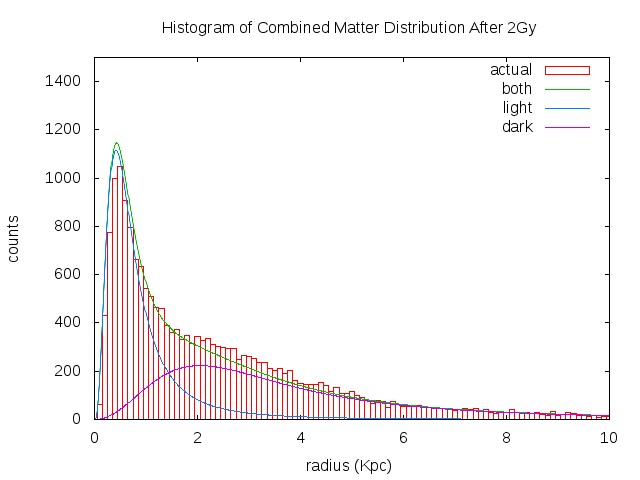 Histogram of Combined Matter Distribution After 2Gy
actual
both
light
dark
1400
1200
1000
800
600
400
200
0
counts
0 2 4 6 8 10
radius (Kpc)